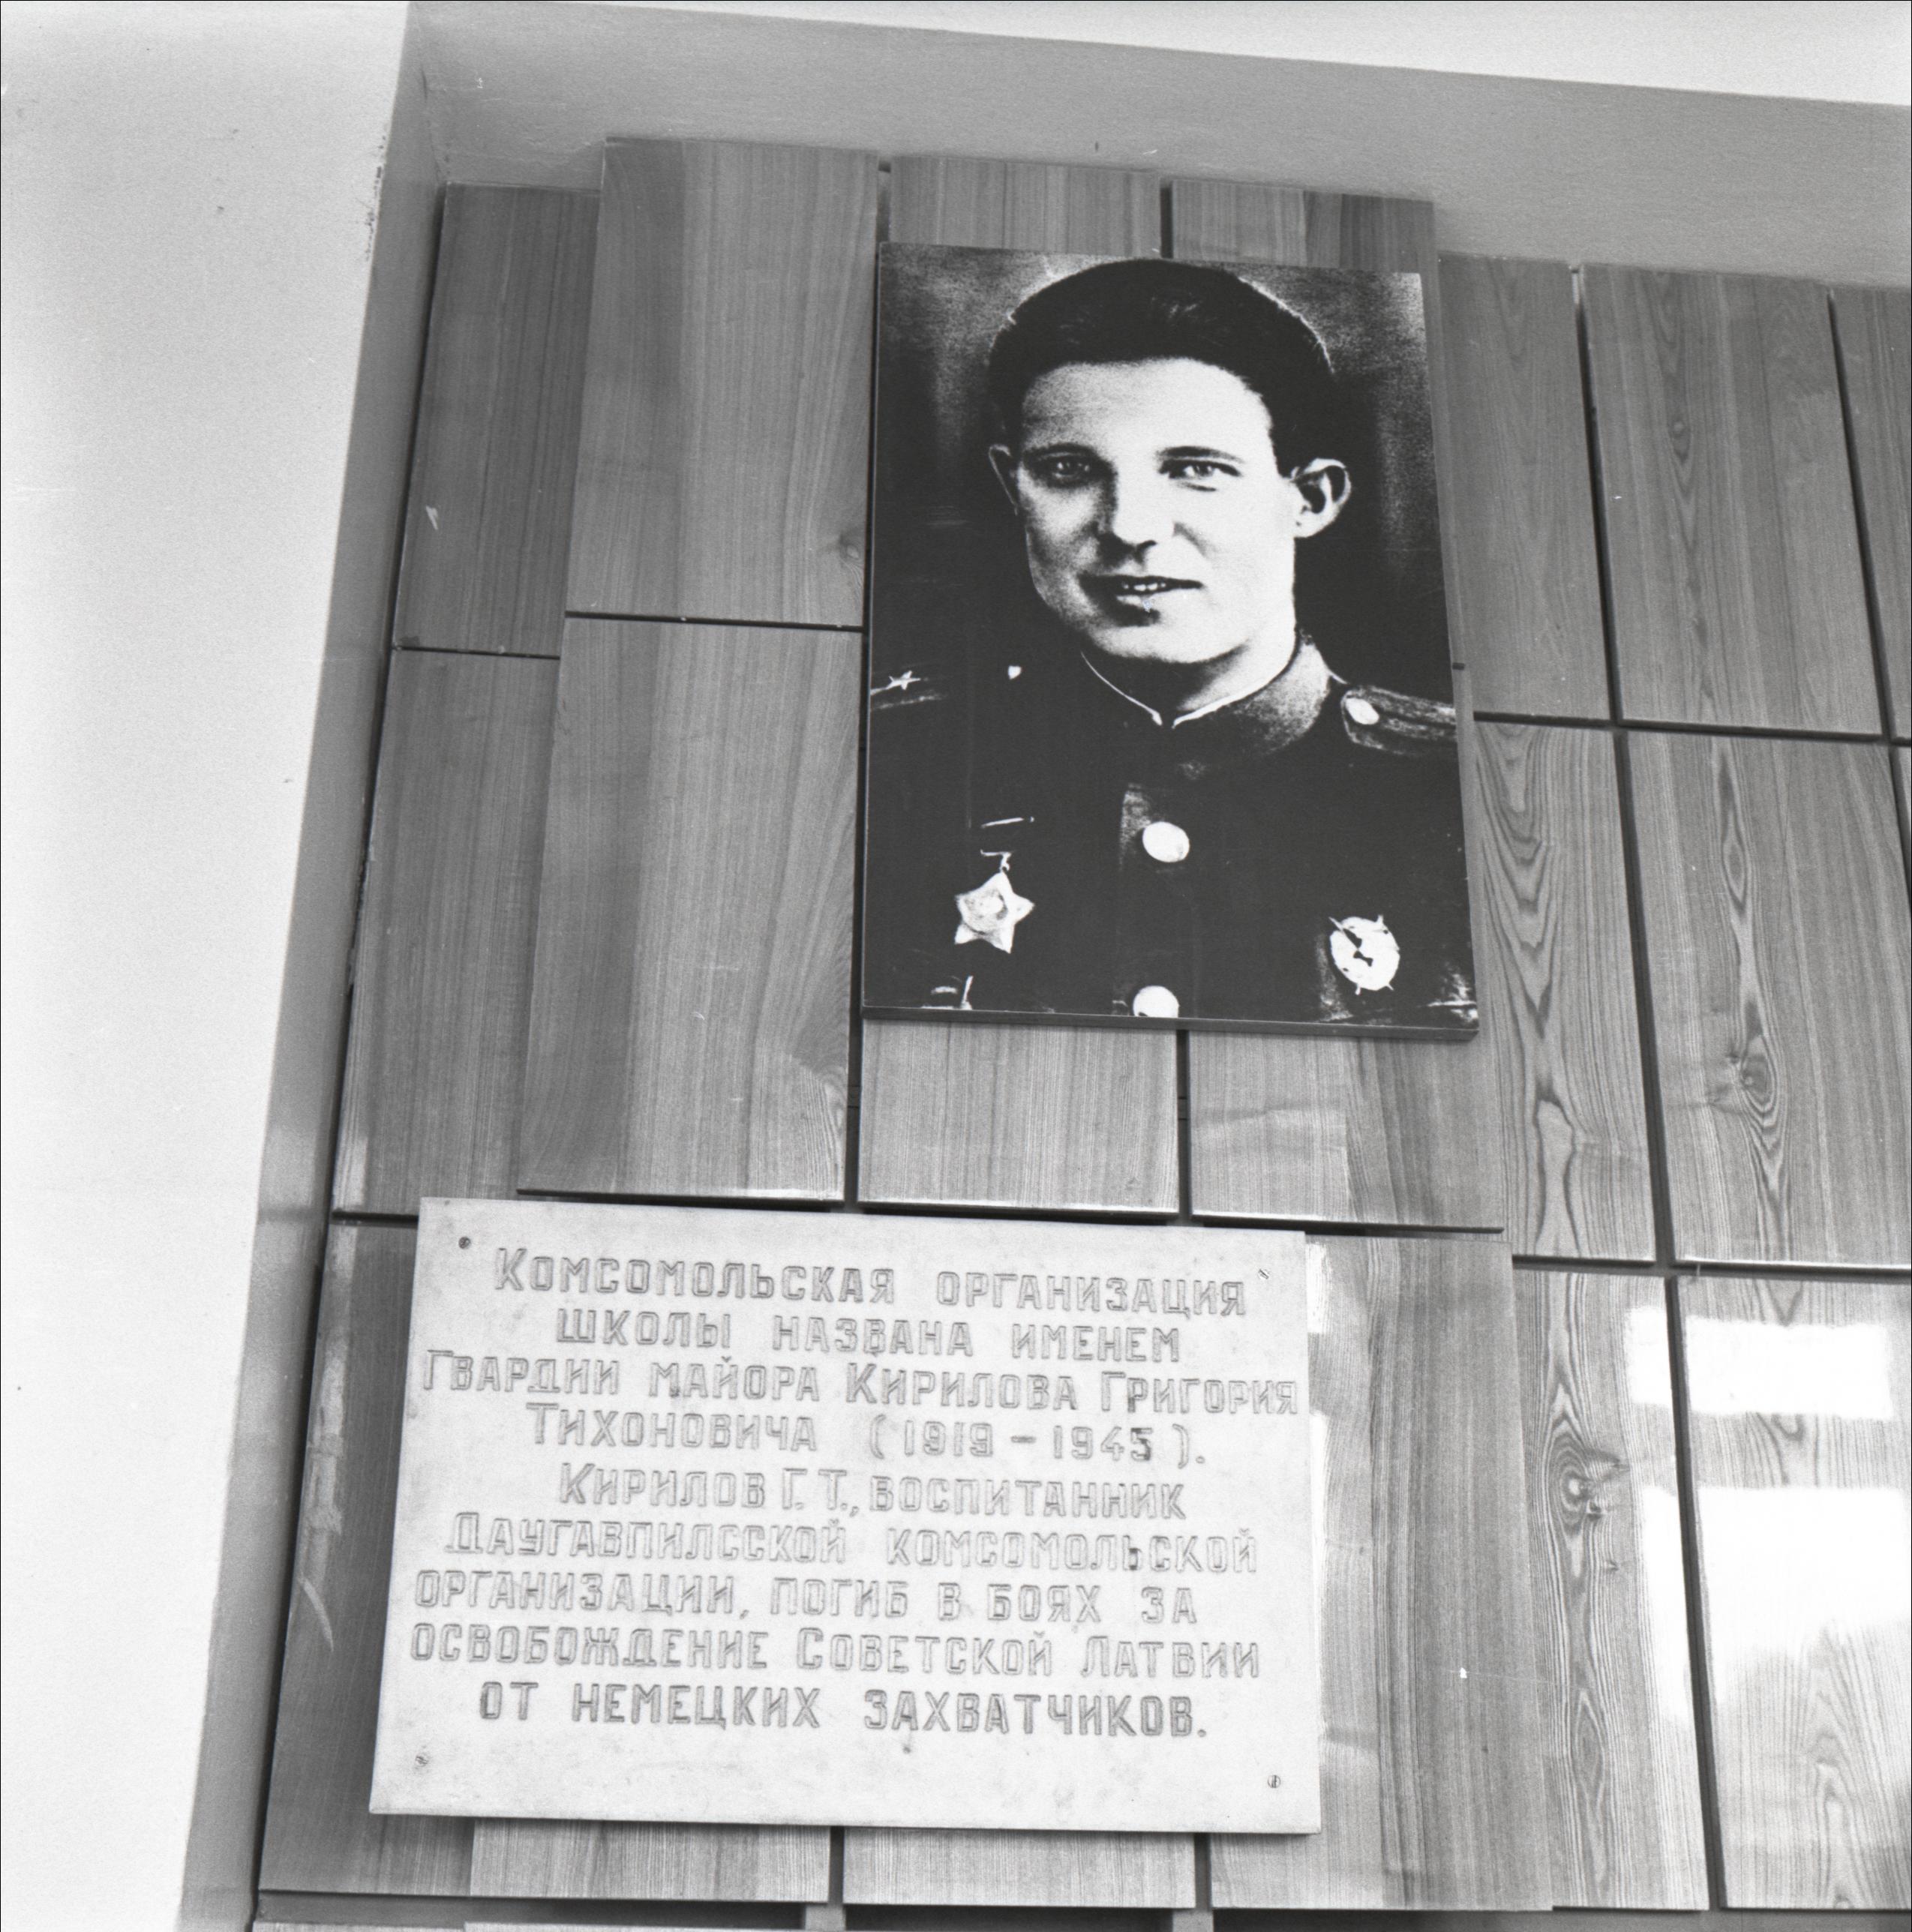 Комсомольская организация
школы названа именем
Гвардии майора Кирилова Григория
Тихоновича (1919 – 1945).
Кирилов Г. Т., воспитанник
Даугавпилсской комсомольской
организации, погиб в боях за
освобождение Советской Латвии
от немецких захватчиков.